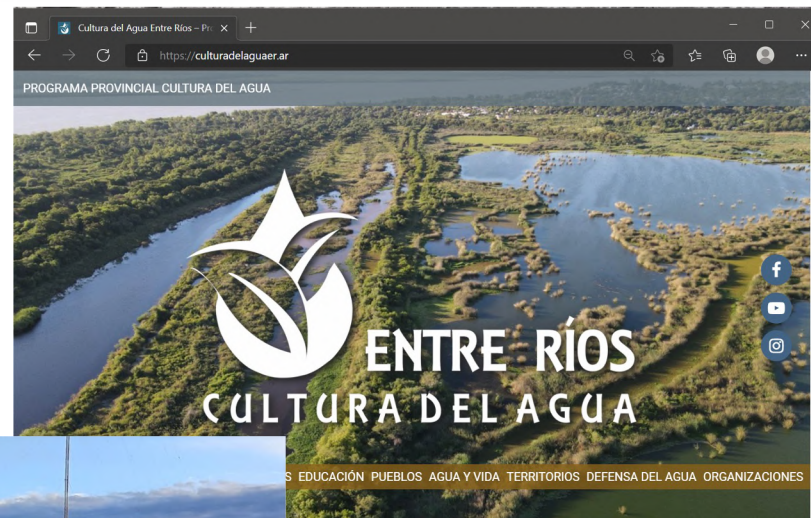 Cultura del Agua Entre Ríos – Pro
https://culturadelaguaer.ar
PROGRAMA PROVINCIAL CULTURA DEL AGUA
ENTRE RÍOS
CULTURA DEL AGUA
S EDUCACIÓN PUEBLOS AGUA Y VIDA TERRITORIOS DEFENSA DEL AGUA ORGANIZACIONES